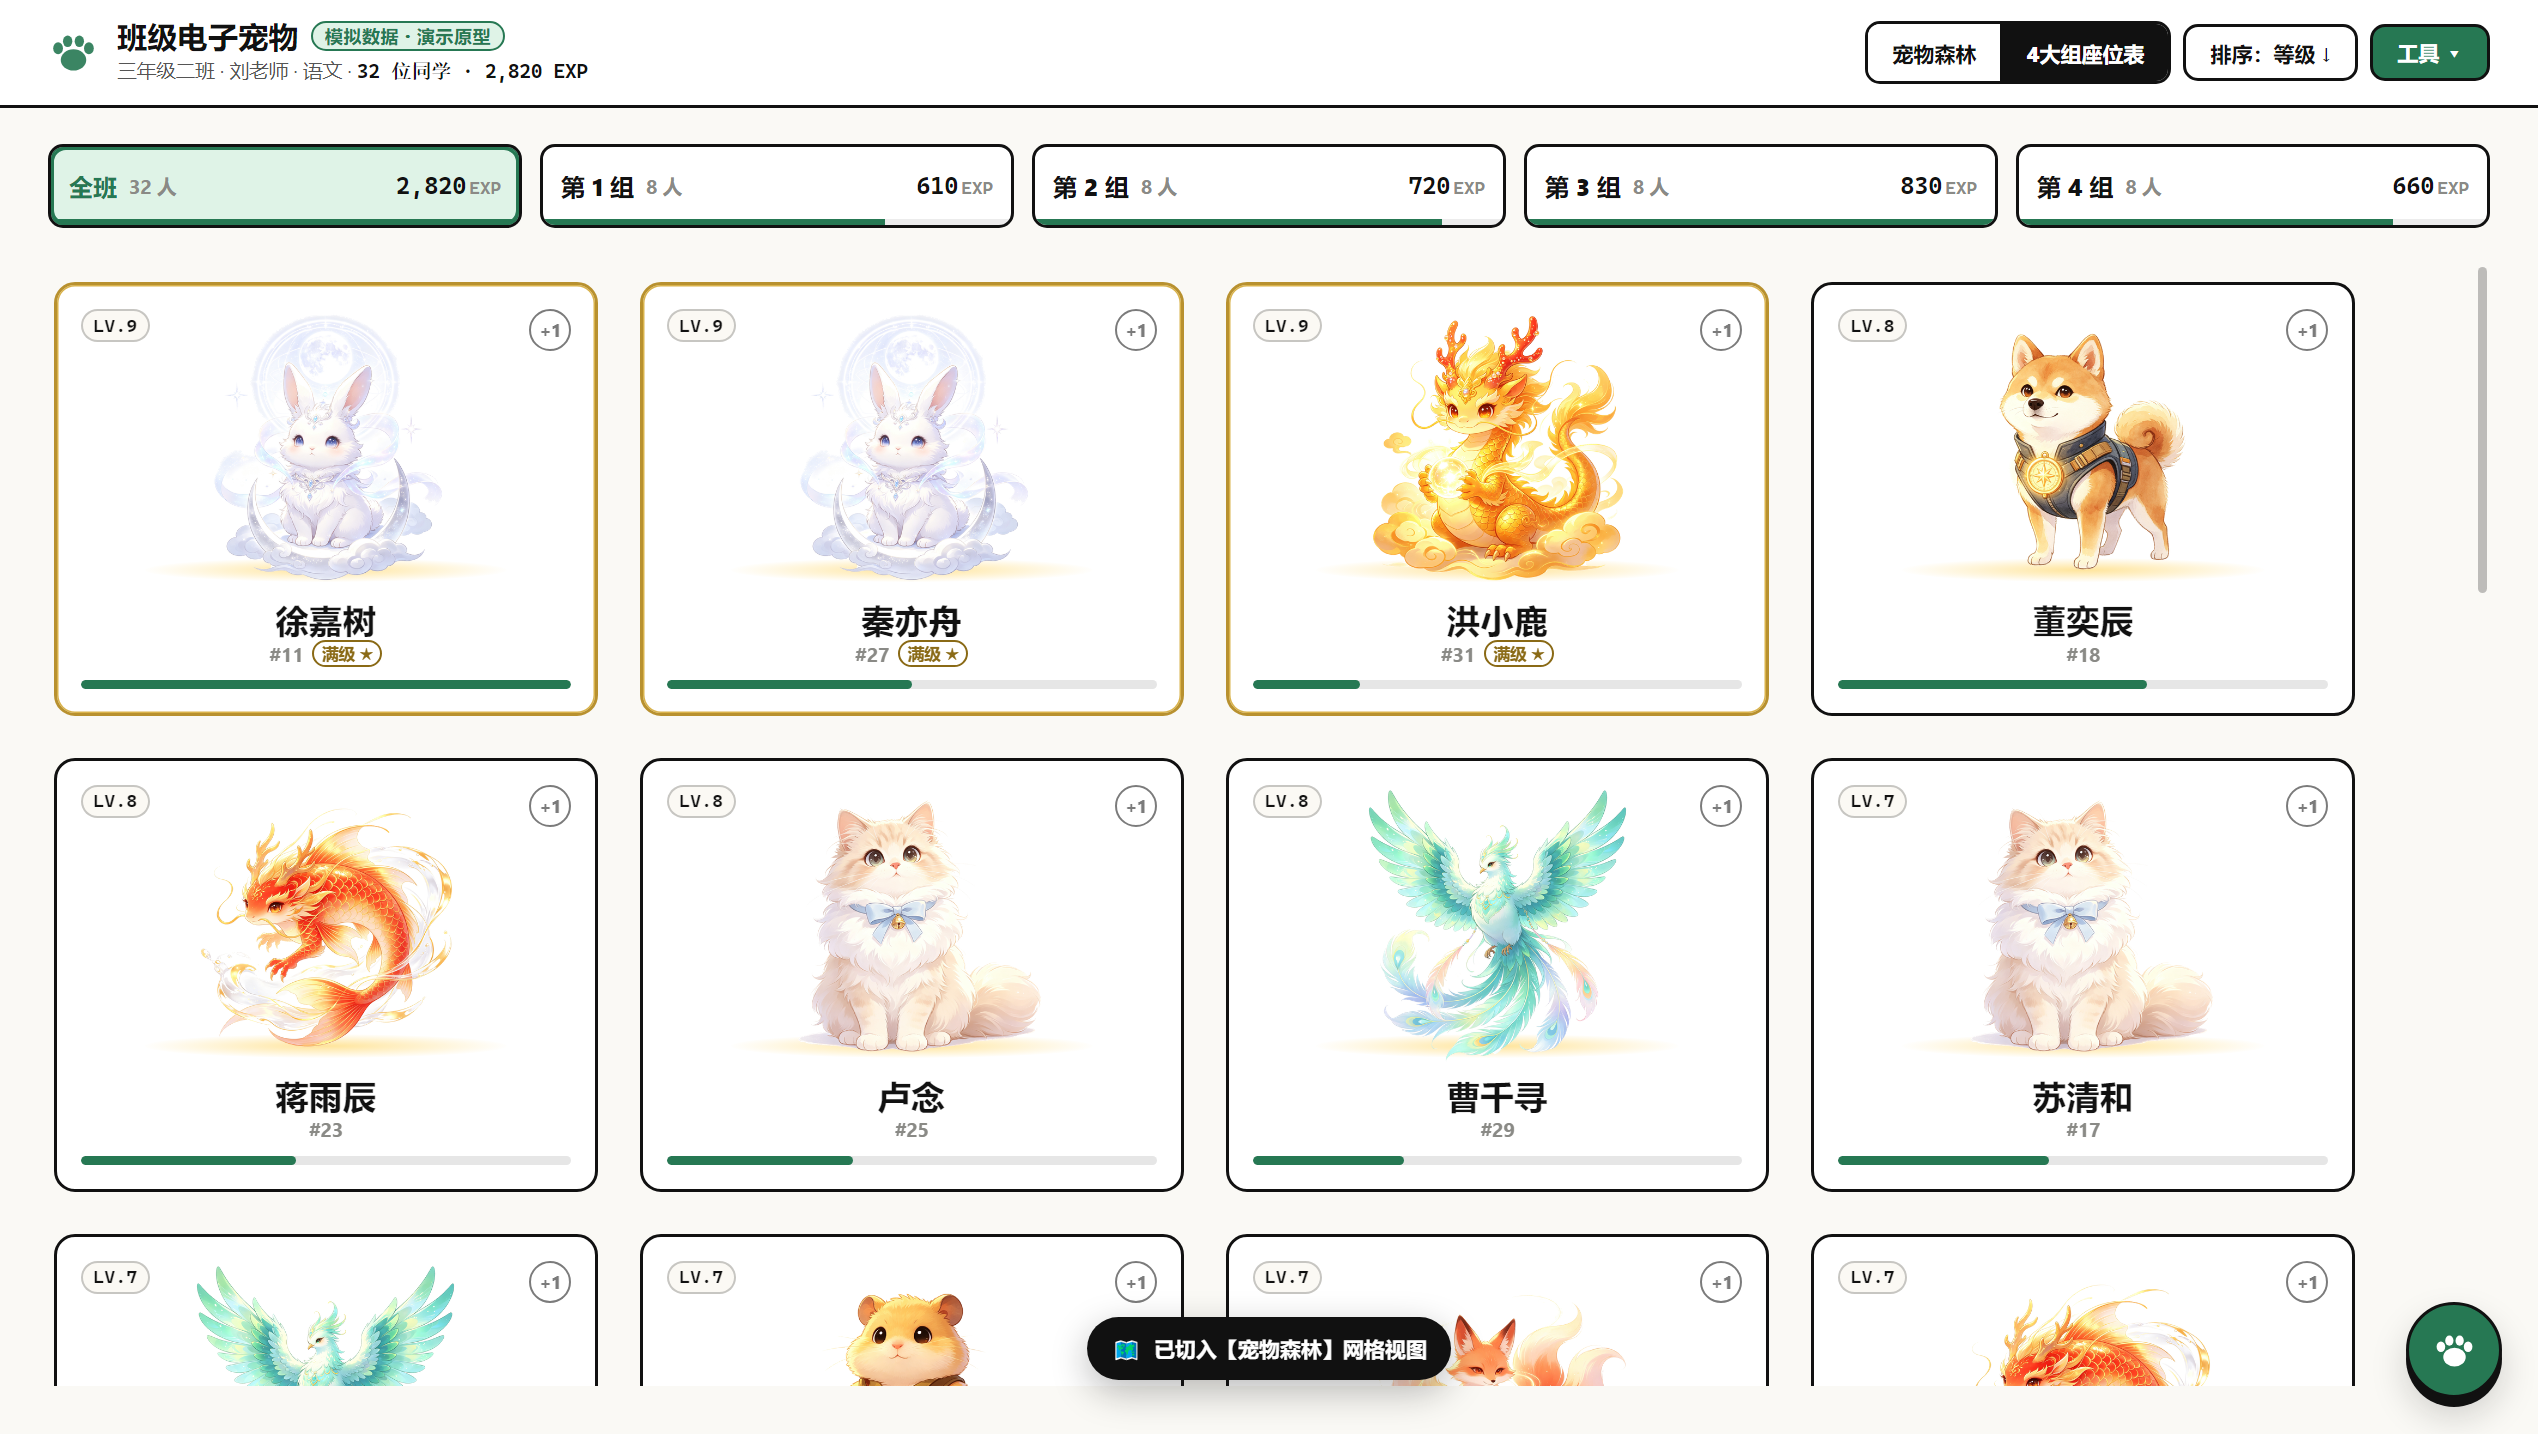 班级电子宠物 模拟数据·演示原型
三年级二班 · 刘老师 · 语文 · 32 位同学 · 2,820 EXP
宠物森林 4大组座位表 排序：等级 ↓ 工具 ▾
全班 32 人 2,820 EXP
第 1 组 8 人 610 EXP
第 2 组 8 人 720 EXP
第 3 组 8 人 830 EXP
第 4 组 8 人 660 EXP
LV.9 +1
徐嘉树
#11 满级 ★
LV.9 +1
秦亦舟
#27 满级 ★
LV.9 +1
洪小鹿
#31 满级 ★
LV.8 +1
董奕辰
#18
LV.8 +1
蒋雨辰
#23
LV.8 +1
卢念
#25
LV.8 +1
曹千寻
#29
LV.7 +1
苏清和
#17
LV.7 +1
LV.7 +1
LV.7 +1
LV.7 +1
已切入【宠物森林】网格视图